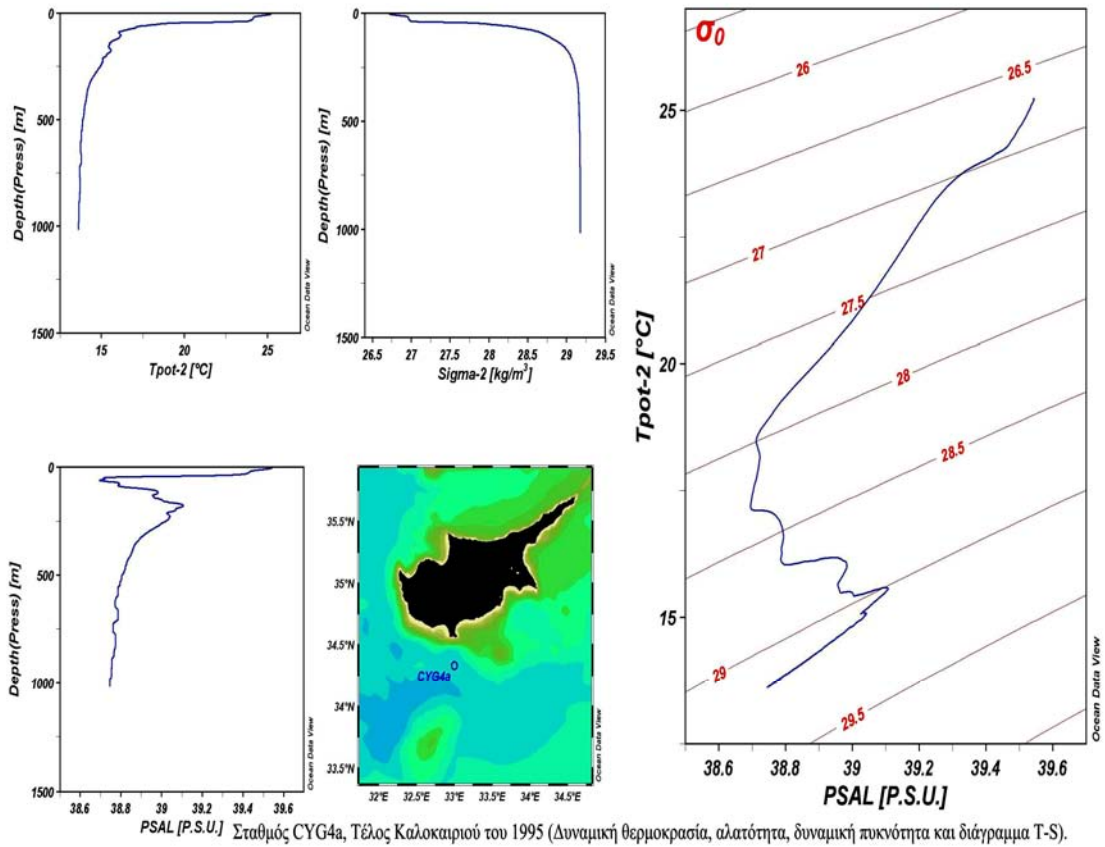 0
500
1000
1500
Depth(Press) [m]
15
20
25
Tpot-2 [°C]
Ocean Data View
0
500
1000
1500
Depth(Press) [m]
26.5
27
27.5
28
28.5
29
29.5
Sigma-2 [kg/m³]
Ocean Data View
σ0
26
26.5
27
27.5
28
28.5
29
29.5
25
20
15
Tpot-2 [°C]
38.6
38.8
39
39.2
39.4
39.6
PSAL [P.S.U.]
Ocean Data View
0
500
1000
1500
Depth(Press) [m]
38.6
38.8
39
39.2
39.4
39.6
PSAL [P.S.U.]
Ocean Data View
35.5°N
35°N
34.5°N
34°N
33.5°N
CYG4a
32°E
32.5°E
33°E
33.5°E
34°E
34.5°E
Ocean Data View
Σταθμός CYG4a, Τέλος Καλοκαιριού του 1995 (Δυναμική θερμοκρασία, αλατότητα, δυναμική πυκνότητα και διάγραμμα T-S).